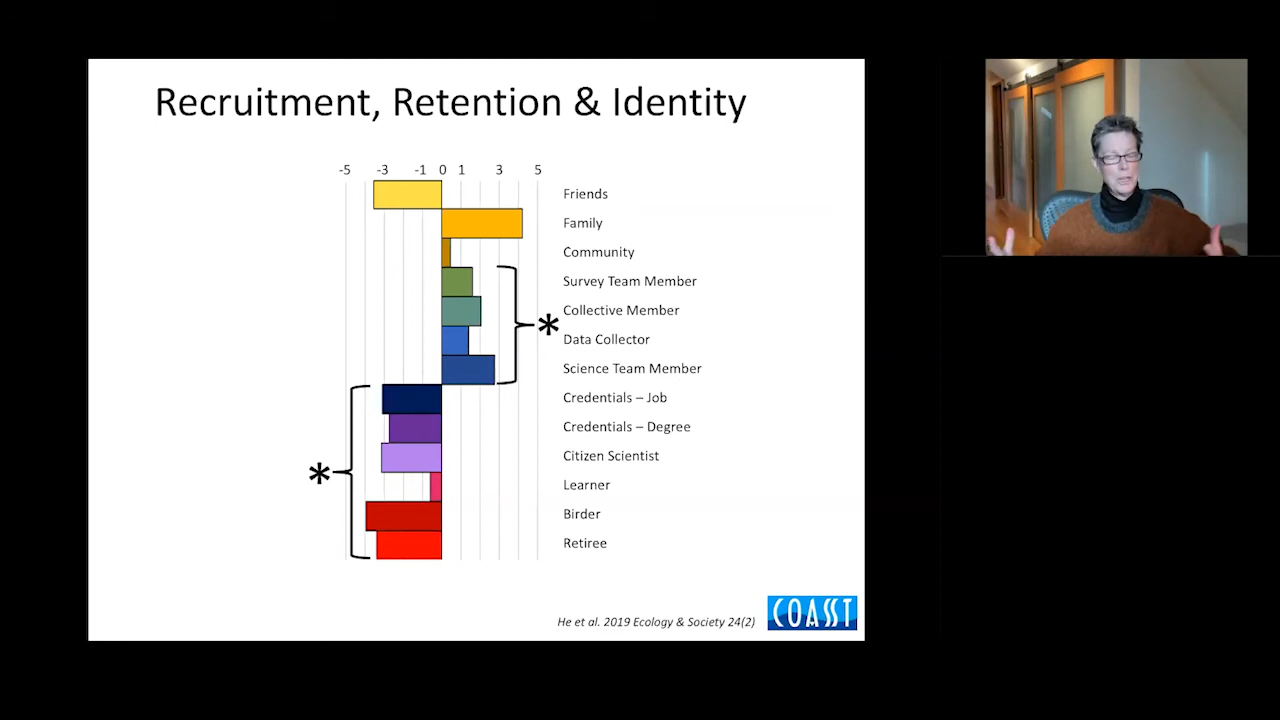 Recruitment, Retention & Identity
-5 -3 -1 0 1 3 5
Friends
Family
Community
Survey Team Member
Collective Member
*
Data Collector
Science Team Member
Credentials – Job
Credentials – Degree
Citizen Scientist
*
Learner
Birder
Retiree
He et al. 2019 Ecology & Society 24(2)
COASST